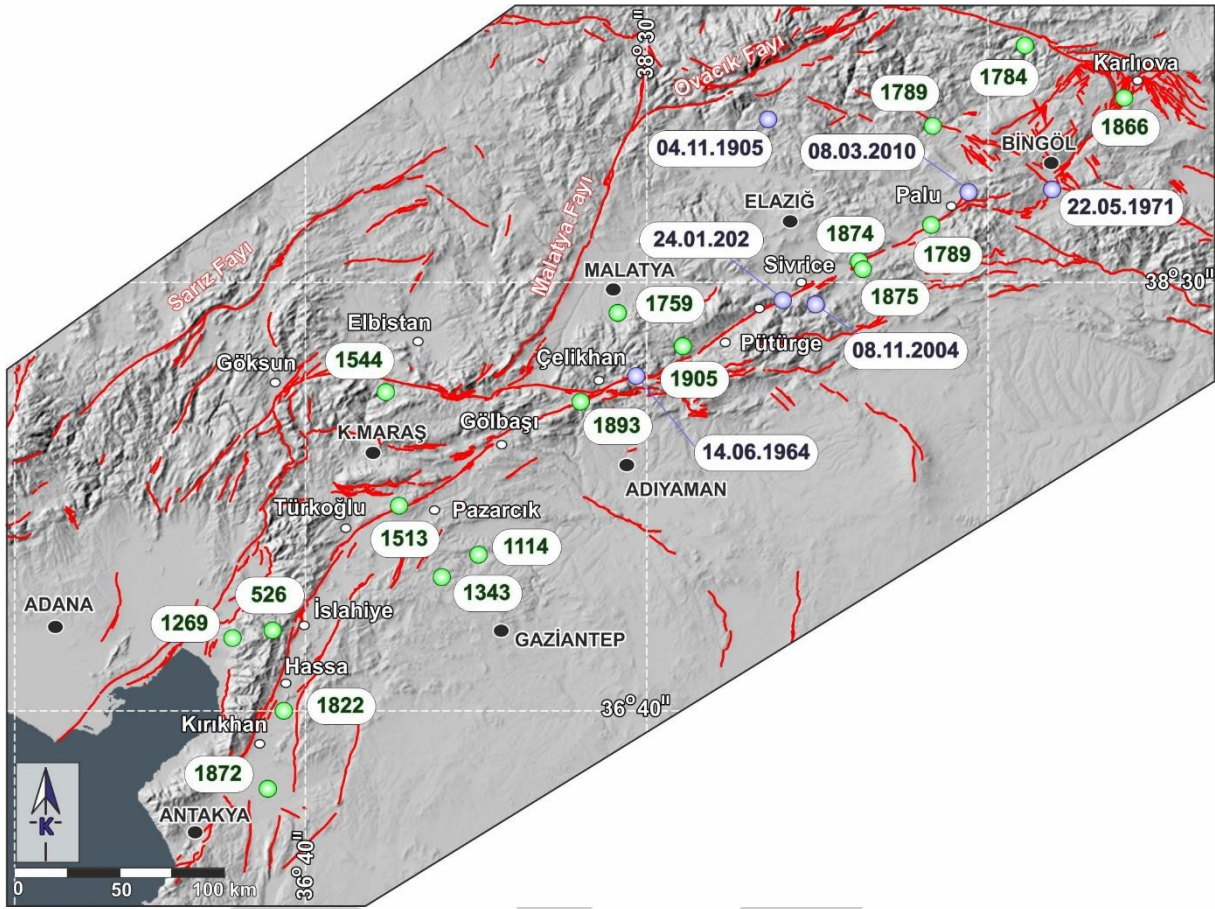 38° 30"
Ovacık Fayı
1784
Karlıova
1789
1866
04.11.1905
08.03.2010
BİNGÖL
Malatya Fayı
ELAZIĞ
Palu
22.05.1971
Sarız Fayı
24.01.202
1874
1789
MALATYA
Sivrice
38° 30"
1759
1875
Elbistan
Pütürge
08.11.2004
Göksun
1544
Çelikhan
1905
Gölbaşı
1893
K.MARAŞ
14.06.1964
ADIYAMAN
Türkoğlu
Pazarcık
1513
1114
1343
ADANA
526
İslahiye
1269
GAZİANTEP
Hassa
1822
36° 40"
Kırıkhan
1872
ANTAKYA
K
36° 40"
0 50 100 km